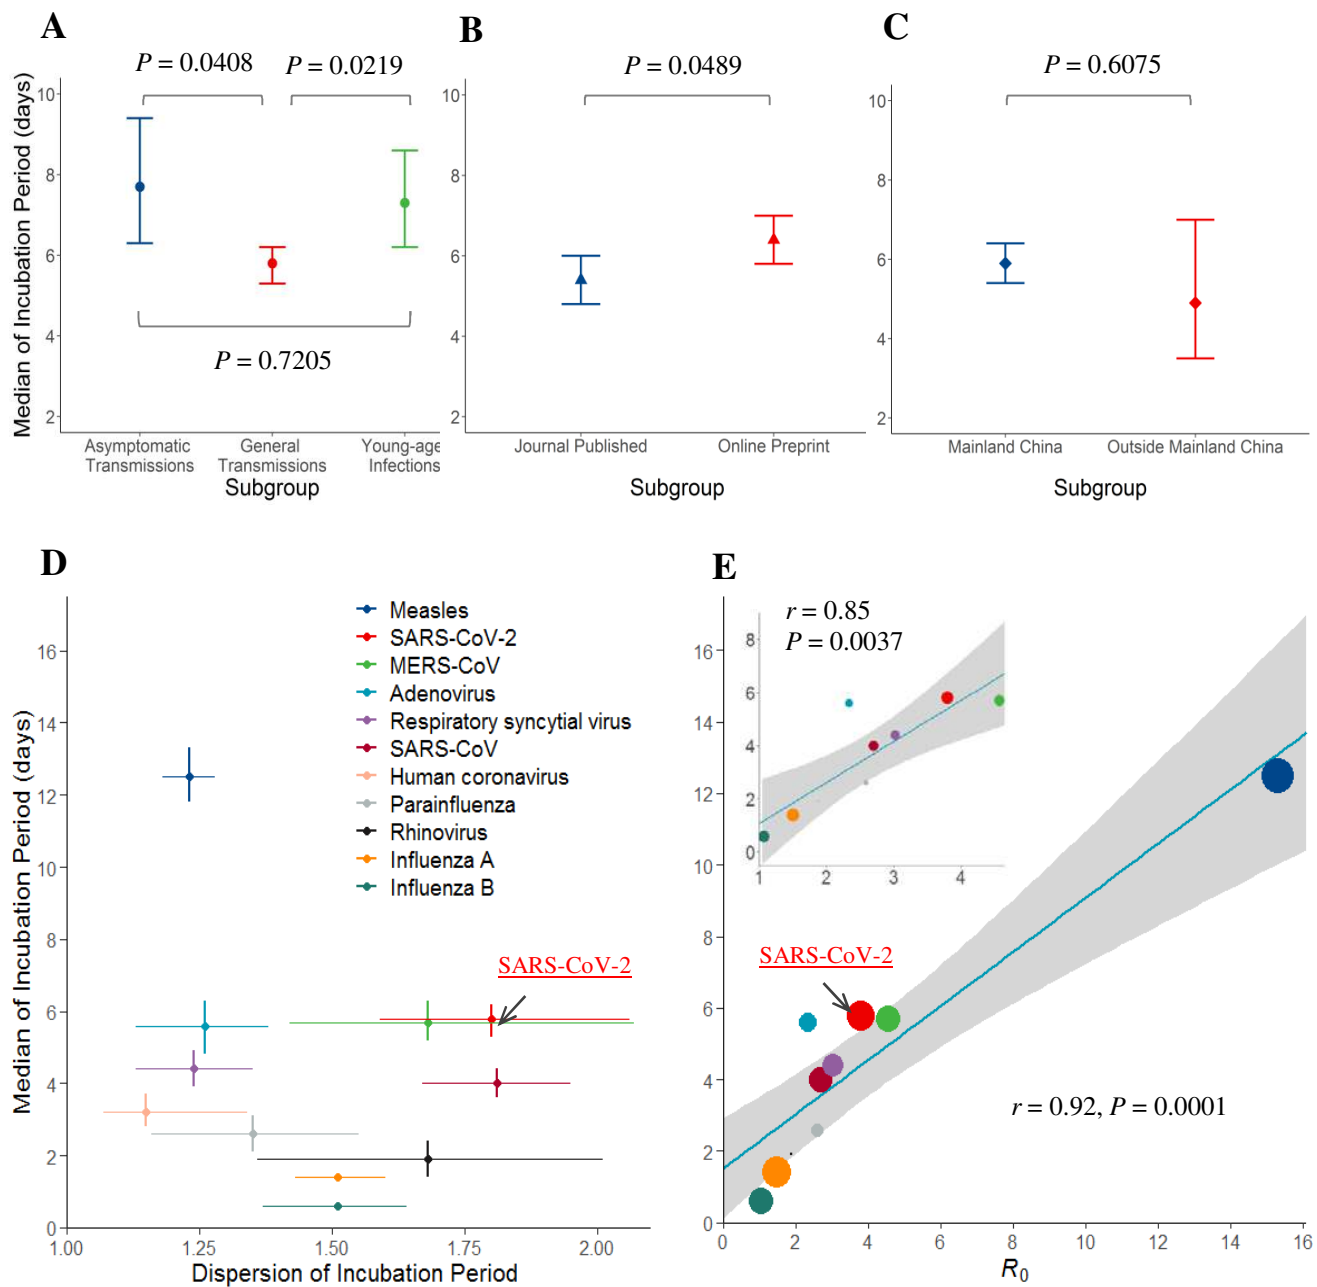 A
P = 0.0408
P = 0.0219
Median of Incubation Period (days)
10
8
6
4
2
P = 0.7205
Asymptomatic
Transmissions
General
Transmissions
Young-age
Infections
Subgroup
B
P = 0.0489
10
8
6
4
2
Journal Published
Online Preprint
Subgroup
C
P = 0.6075
10
8
6
4
2
Mainland China
Outside Mainland China
Subgroup
D
Median of Incubation Period (days)
16
14
12
10
8
6
4
2
0
Measles
SARS-CoV-2
MERS-CoV
Adenovirus
Respiratory syncytial virus
SARS-CoV
Human coronavirus
Parainfluenza
Rhinovirus
Influenza A
Influenza B
SARS-CoV-2
1.00
1.25
1.50
1.75
2.00
Dispersion of Incubation Period
E
r = 0.85
P = 0.0037
8
6
4
2
0
1
2
3
4
16
14
12
10
8
6
4
2
0
SARS-CoV-2
r = 0.92, P = 0.0001
0
2
4
6
8
10
12
14
16
R0